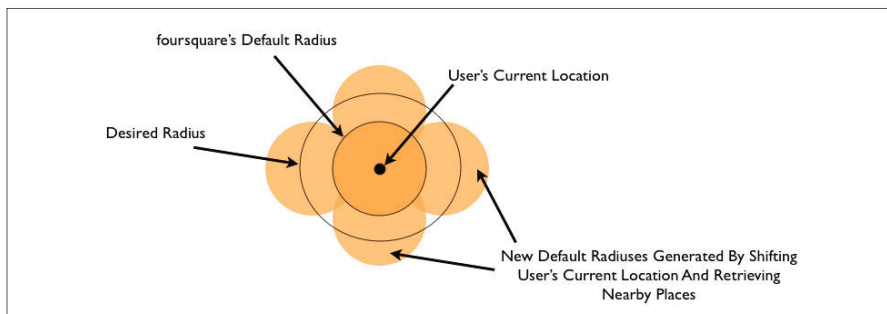 foursquare's Default Radius
User's Current Location
Desired Radius
New Default Radiuses Generated By Shifting
User's Current Location And Retrieving
Nearby Places